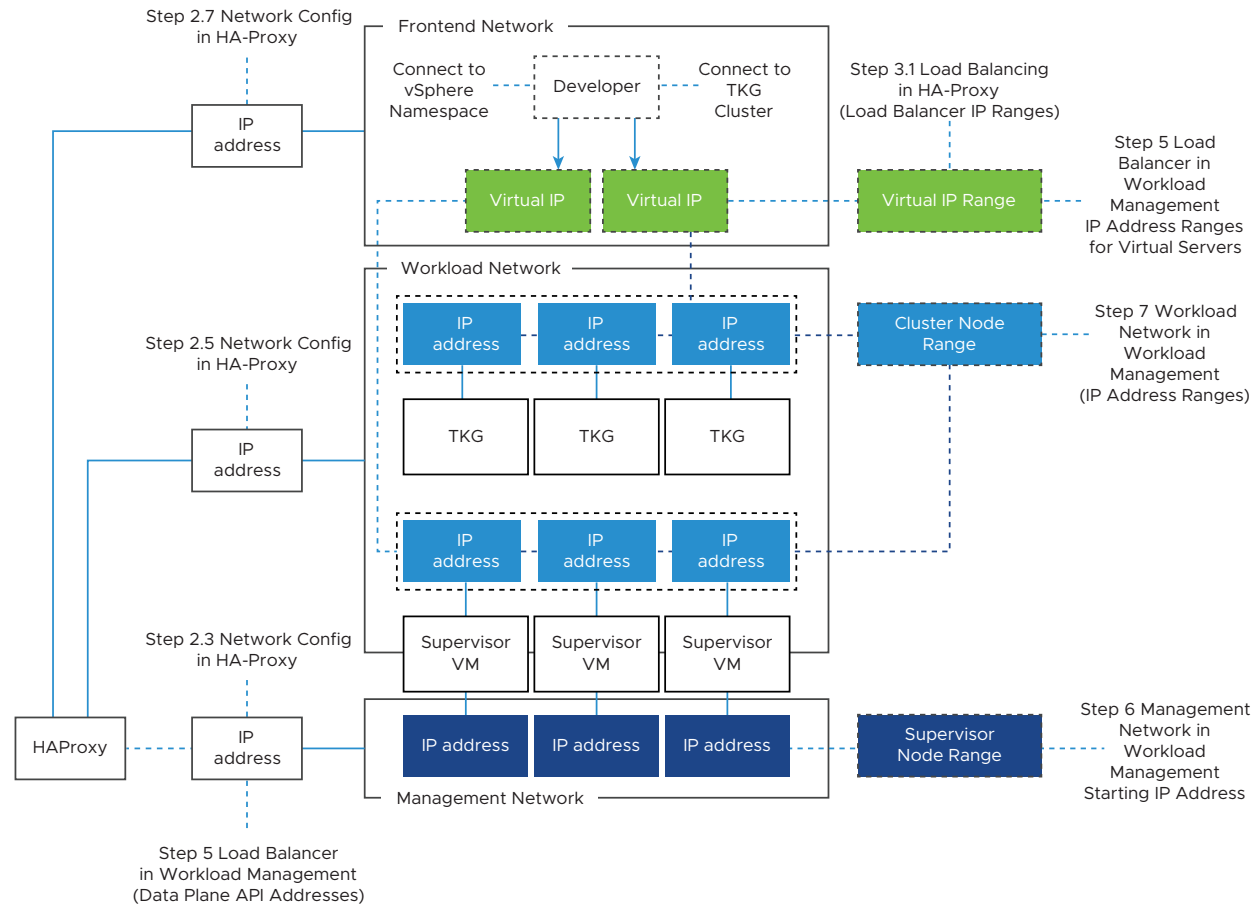 Step 2.7 Network Config
in HA-Proxy
Frontend Network
Connect to
vSphere
Namespace
Developer
Connect to
TKG
Cluster
Step 3.1 Load Balancing
in HA-Proxy
(Load Balancer IP Ranges)
IP
address
Virtual IP
Virtual IP
Virtual IP Range
Step 5 Load
Balancer in
Workload
Management
IP Address Ranges
for Virtual Servers
Workload Network
Step 2.5 Network Config
in HA-Proxy
IP
address
IP
address
IP
address
Cluster Node
Range
Step 7 Workload
Network in
Workload
Management
(IP Address Ranges)
IP
address
TKG
TKG
TKG
IP
address
IP
address
IP
address
Step 2.3 Network Config
in HA-Proxy
Supervisor
VM
Supervisor
VM
Supervisor
VM
HAProxy
IP
address
IP address
IP address
IP address
Supervisor
Node Range
Step 6 Management
Network in
Workload
Management
Starting IP Address
Management Network
Step 5 Load Balancer
in Workload Management
(Data Plane API Addresses)